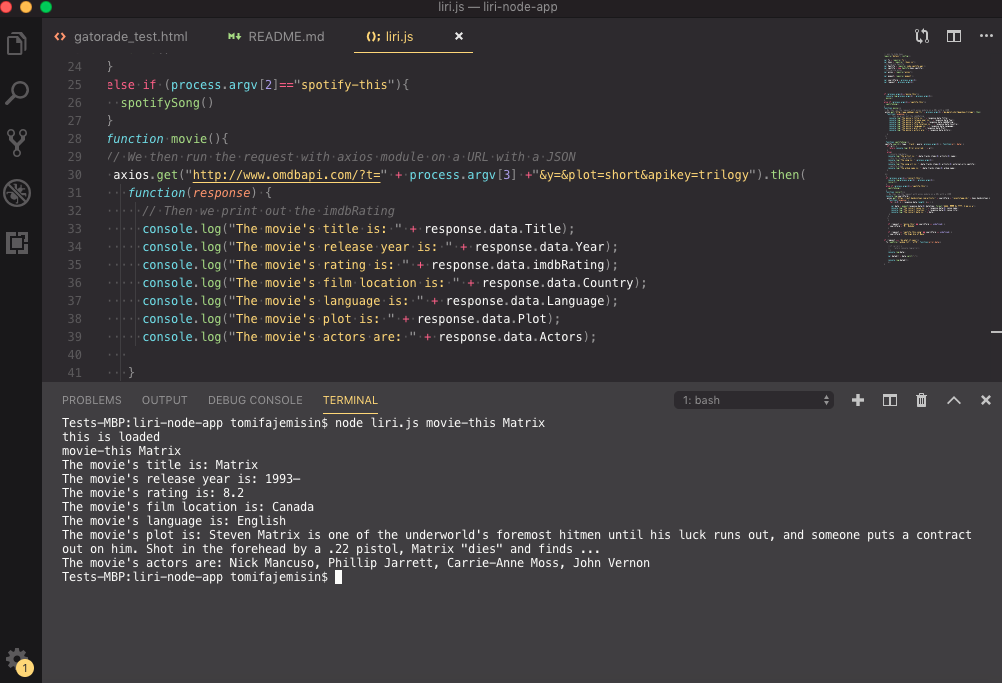 liri.js — liri-node-app
<> gatorade_test.html
README.md
(); liri.js ×
24 }
25 else if (process.argv[2]=="spotify-this"){
26 spotifySong()
27 }
28 function movie(){
29 // We then run the request with axios module on a URL with a JSON
30 axios.get("http://www.omdbapi.com/?t=" + process.argv[3] +"&y=&plot=short&apikey=trilogy").then(
31 function(response) {
32 // Then we print out the imdbRating
33 console.log("The movie's title is: " + response.data.Title);
34 console.log("The movie's release year is: " + response.data.Year);
35 console.log("The movie's rating is: " + response.data.imdbRating);
36 console.log("The movie's film location is: " + response.data.Country);
37 console.log("The movie's language is: " + response.data.Language);
38 console.log("The movie's plot is: " + response.data.Plot);
39 console.log("The movie's actors are: " + response.data.Actors);
40
41 }
PROBLEMS OUTPUT DEBUG CONSOLE TERMINAL 1: bash
Tests-MBP:liri-node-app tomifajemisin$ node liri.js movie-this Matrix
this is loaded
movie-this Matrix
The movie's title is: Matrix
The movie's release year is: 1993–
The movie's rating is: 8.2
The movie's film location is: Canada
The movie's language is: English
The movie's plot is: Steven Matrix is one of the underworld's foremost hitmen until his luck runs out, and someone puts a contract
out on him. Shot in the forehead by a .22 pistol, Matrix "dies" and finds ...
The movie's actors are: Nick Mancuso, Phillip Jarrett, Carrie-Anne Moss, John Vernon
Tests-MBP:liri-node-app tomifajemisin$
1